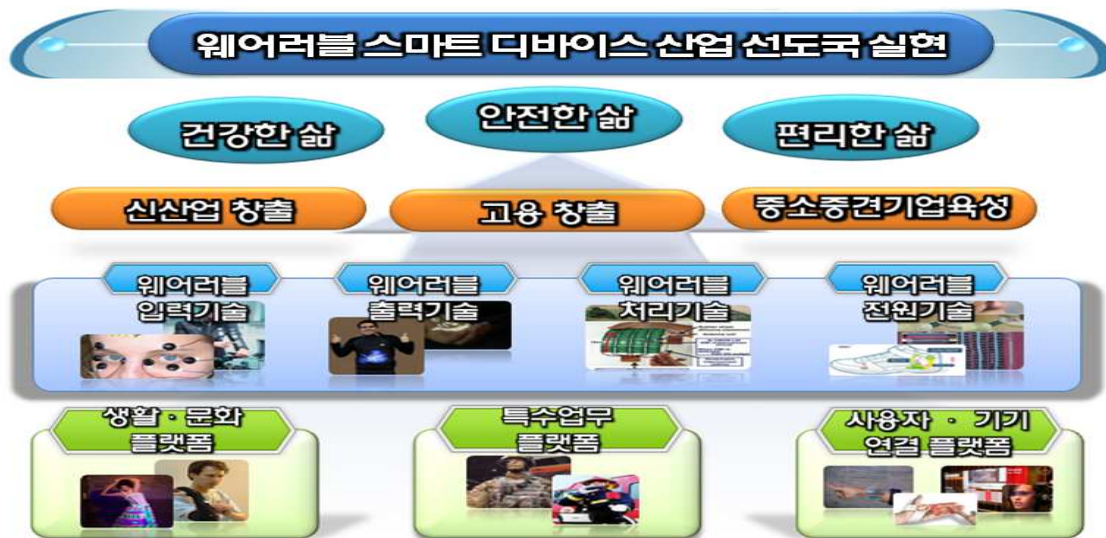 웨어러블 스마트 디바이스 산업 선도국 실현
건강한 삶
안전한 삶
편리한 삶
신산업 창출
고용 창출
중소중견기업육성
웨어러블
입력기술
웨어러블
출력기술
웨어러블
처리기술
웨어러블
전원기술
생활·문화
플랫폼
특수업무
플랫폼
사용자 · 기기
연결 플랫폼